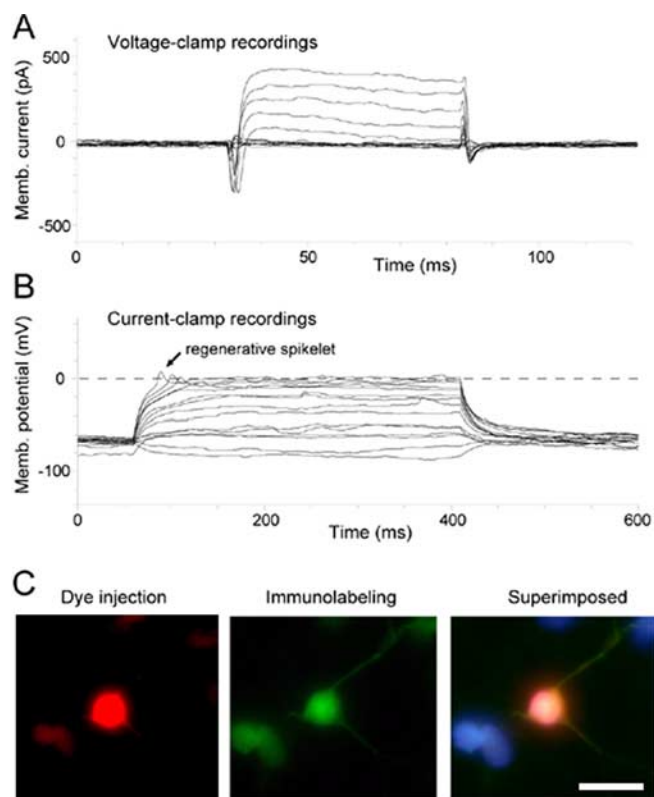 A
Voltage-clamp recordings
Memb. current (pA)
500
0
-500
0
50
100
Time (ms)
B
Current-clamp recordings
regenerative spikelet
Memb. potential (mV)
0
-100
0
200
400
600
Time (ms)
C
Dye injection Immunolabeling Superimposed